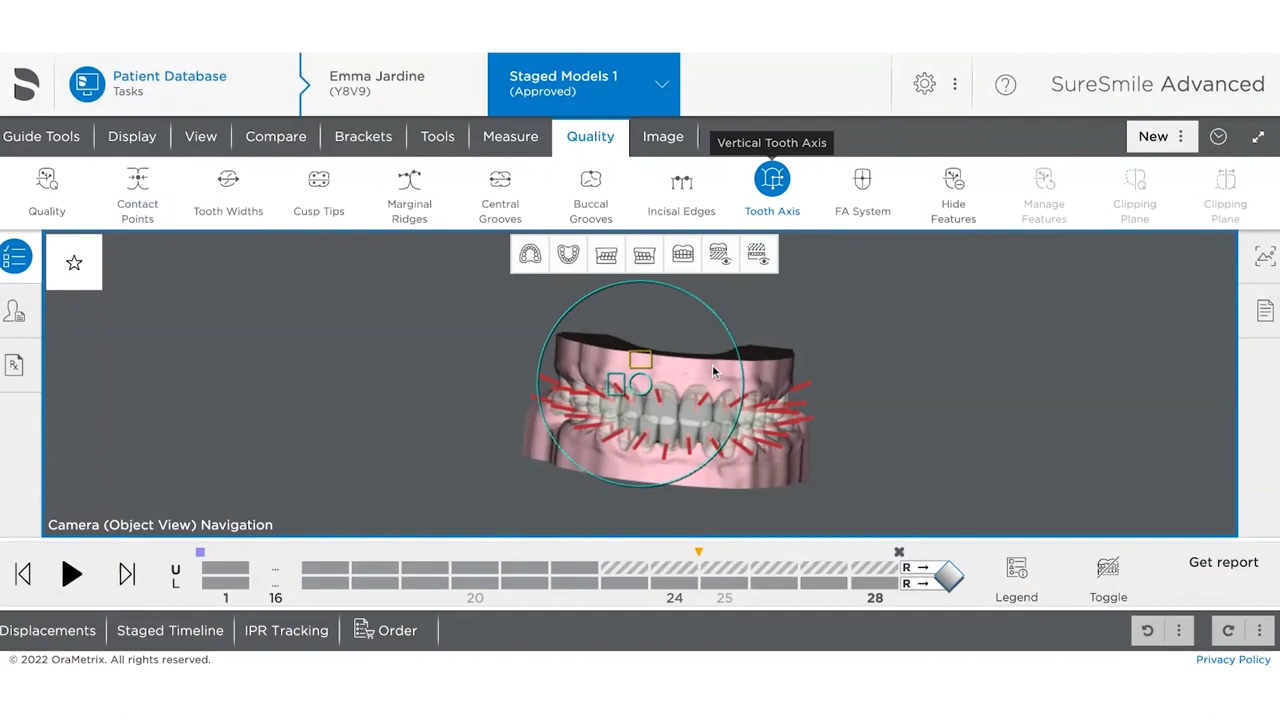 Patient Database
Tasks
Emma Jardine
(Y8V9)
Staged Models 1
(Approved)
SureSmile Advanced
Guide Tools
Display
View
Compare
Brackets
Tools
Measure
Quality
Image
Vertical Tooth Axis
New
Quality
Contact
Points
Tooth Widths
Cusp Tips
Marginal
Ridges
Central
Grooves
Buccal
Grooves
Incisal Edges
Tooth Axis
FA System
Hide
Features
Manage
Features
Clipping
Plane
Clipping
Plane
Rx
Camera (Object View) Navigation
U
L
... 
...
R →
R →
1
16
20
24
25
28
Legend
Toggle
Get report
Displacements
Staged Timeline
IPR Tracking
Order
© 2022 OraMetrix. All rights reserved.
Privacy Policy